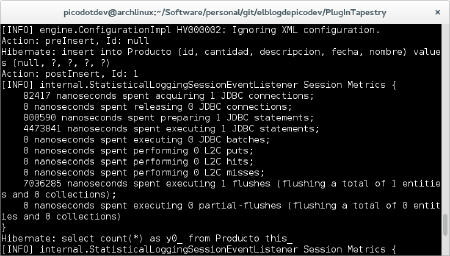 picodotdev@archlinux:~/Software/personal/git/elblogdepicodev/PlugInTapestry
[INFO] engine.ConfigurationImpl HV000002: Ignoring XML configuration.
Action: preInsert, Id: null
Hibernate: insert into Producto (id, cantidad, descripcion, fecha, nombre) value
s (null, ?, ?, ?, ?)
Action: postInsert, Id: 1
[INFO] internal.StatisticalLoggingSessionEventListener Session Metrics {
82417 nanoseconds spent acquiring 1 JDBC connections;
0 nanoseconds spent releasing 0 JDBC connections;
800590 nanoseconds spent preparing 1 JDBC statements;
4473841 nanoseconds spent executing 1 JDBC statements;
0 nanoseconds spent executing 0 JDBC batches;
0 nanoseconds spent performing 0 L2C puts;
0 nanoseconds spent performing 0 L2C hits;
0 nanoseconds spent performing 0 L2C misses;
7036285 nanoseconds spent executing 1 flushes (flushing a total of 1 entitie
s and 0 collections);
0 nanoseconds spent executing 0 partial-flushes (flushing a total of 0 entit
ies and 0 collections)
}
Hibernate: select count(*) as y0_ from Producto this_
[INFO] internal.StatisticalLoggingSessionEventListener Session Metrics {